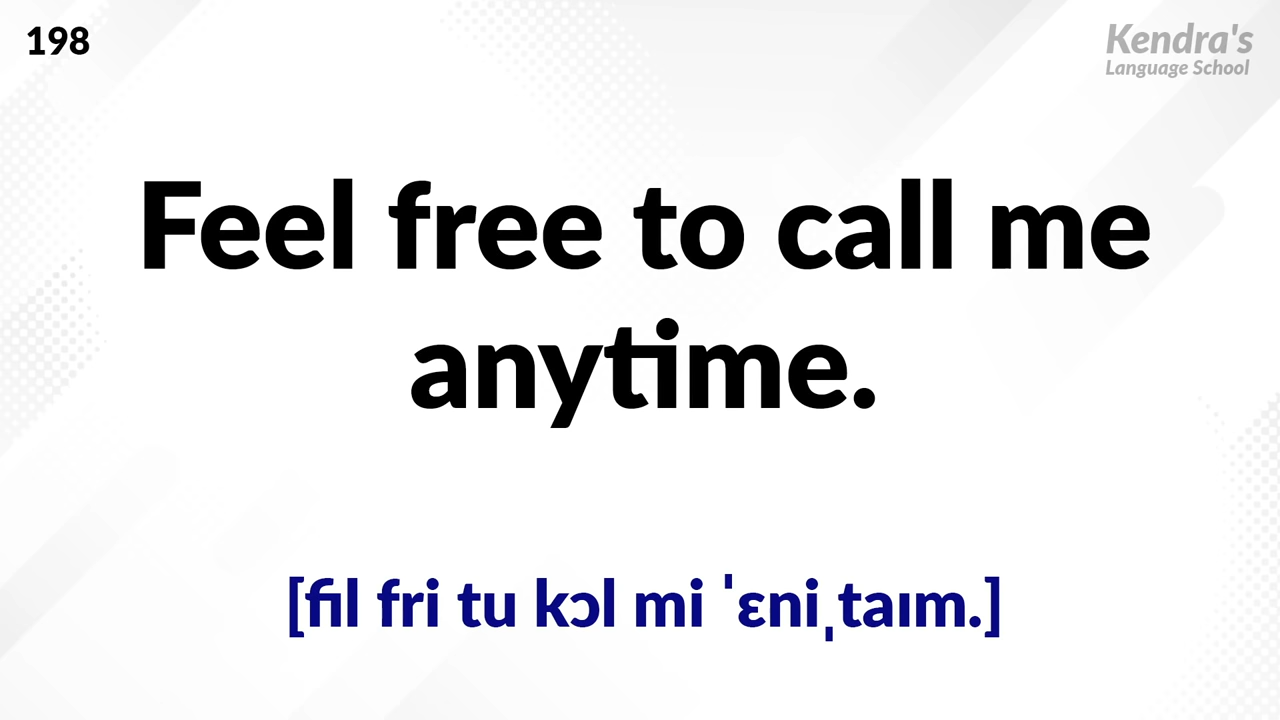 198
Kendra's
Language School
Feel free to call me
anytime.
[fil fri tu kɔl mi ˈɛniˌtaɪm.]